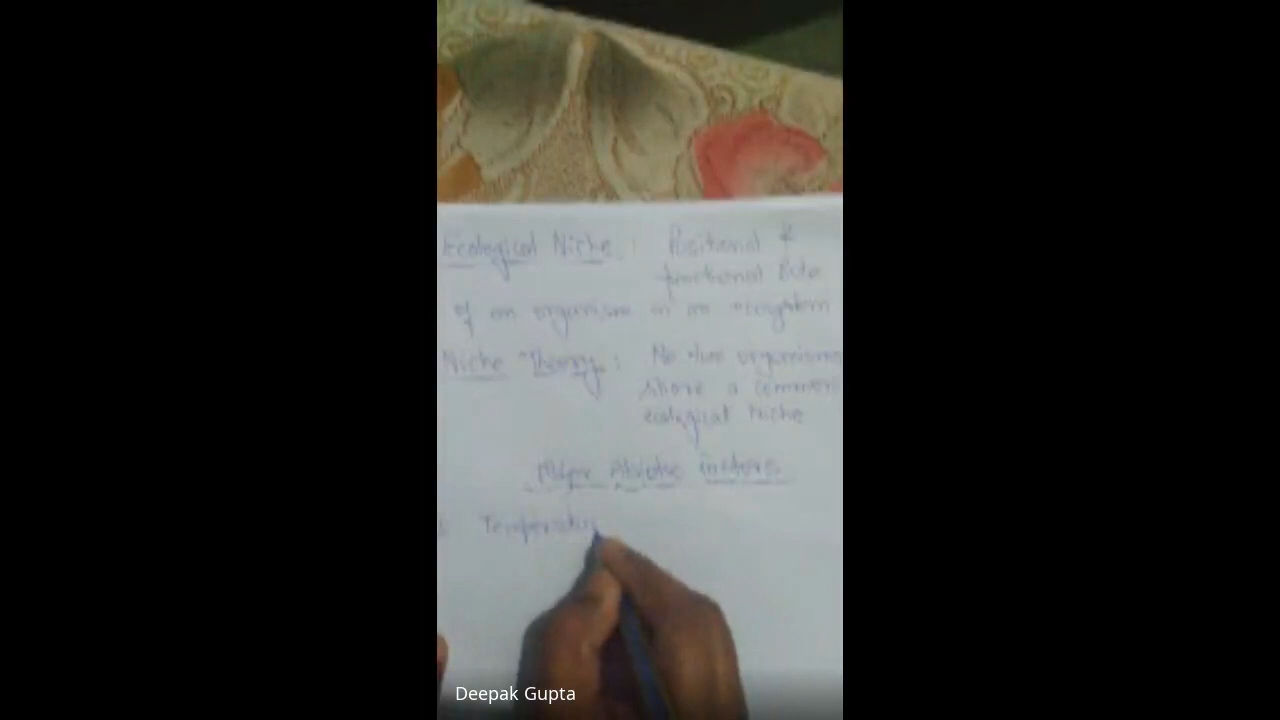 Ecological Niche : Positional &
functional Role
of an organism in an ecosystem
Niche Theory : No two organisms
share a common
ecological Niche
Major Abiotic factors
Temperatu
Deepak Gupta